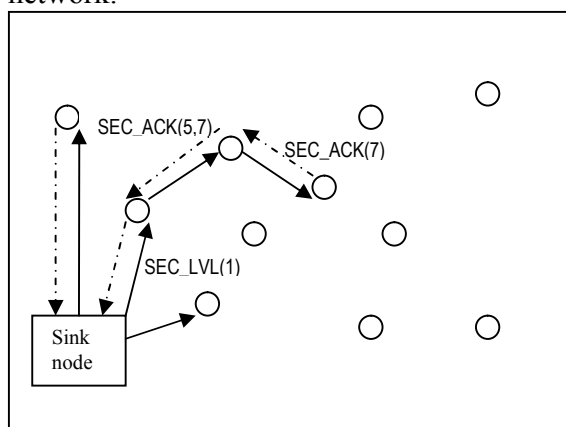 network.
SEC_ACK(5,7)
SEC_ACK(7)
SEC_LVL(1)
Sink
node